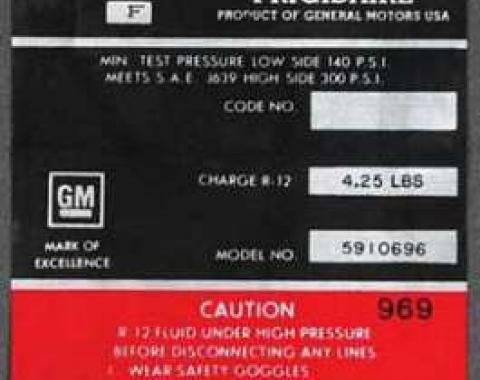 F FRIGIDAIRE
PRODUCT OF GENERAL MOTORS USA
MIN. TEST PRESSURE LOW SIDE 140 P.S.I.
MEETS S.A.E. J639 HIGH SIDE 300 P.S.I.
CODE NO.
CHARGE R-12 4.25 LBS
GM
MARK OF
EXCELLENCE
MODEL NO. 5910696
CAUTION 969
R-12 FLUID UNDER HIGH PRESSURE
BEFORE DISCONNECTING ANY LINES
1 WEAR SAFETY GOGGLES